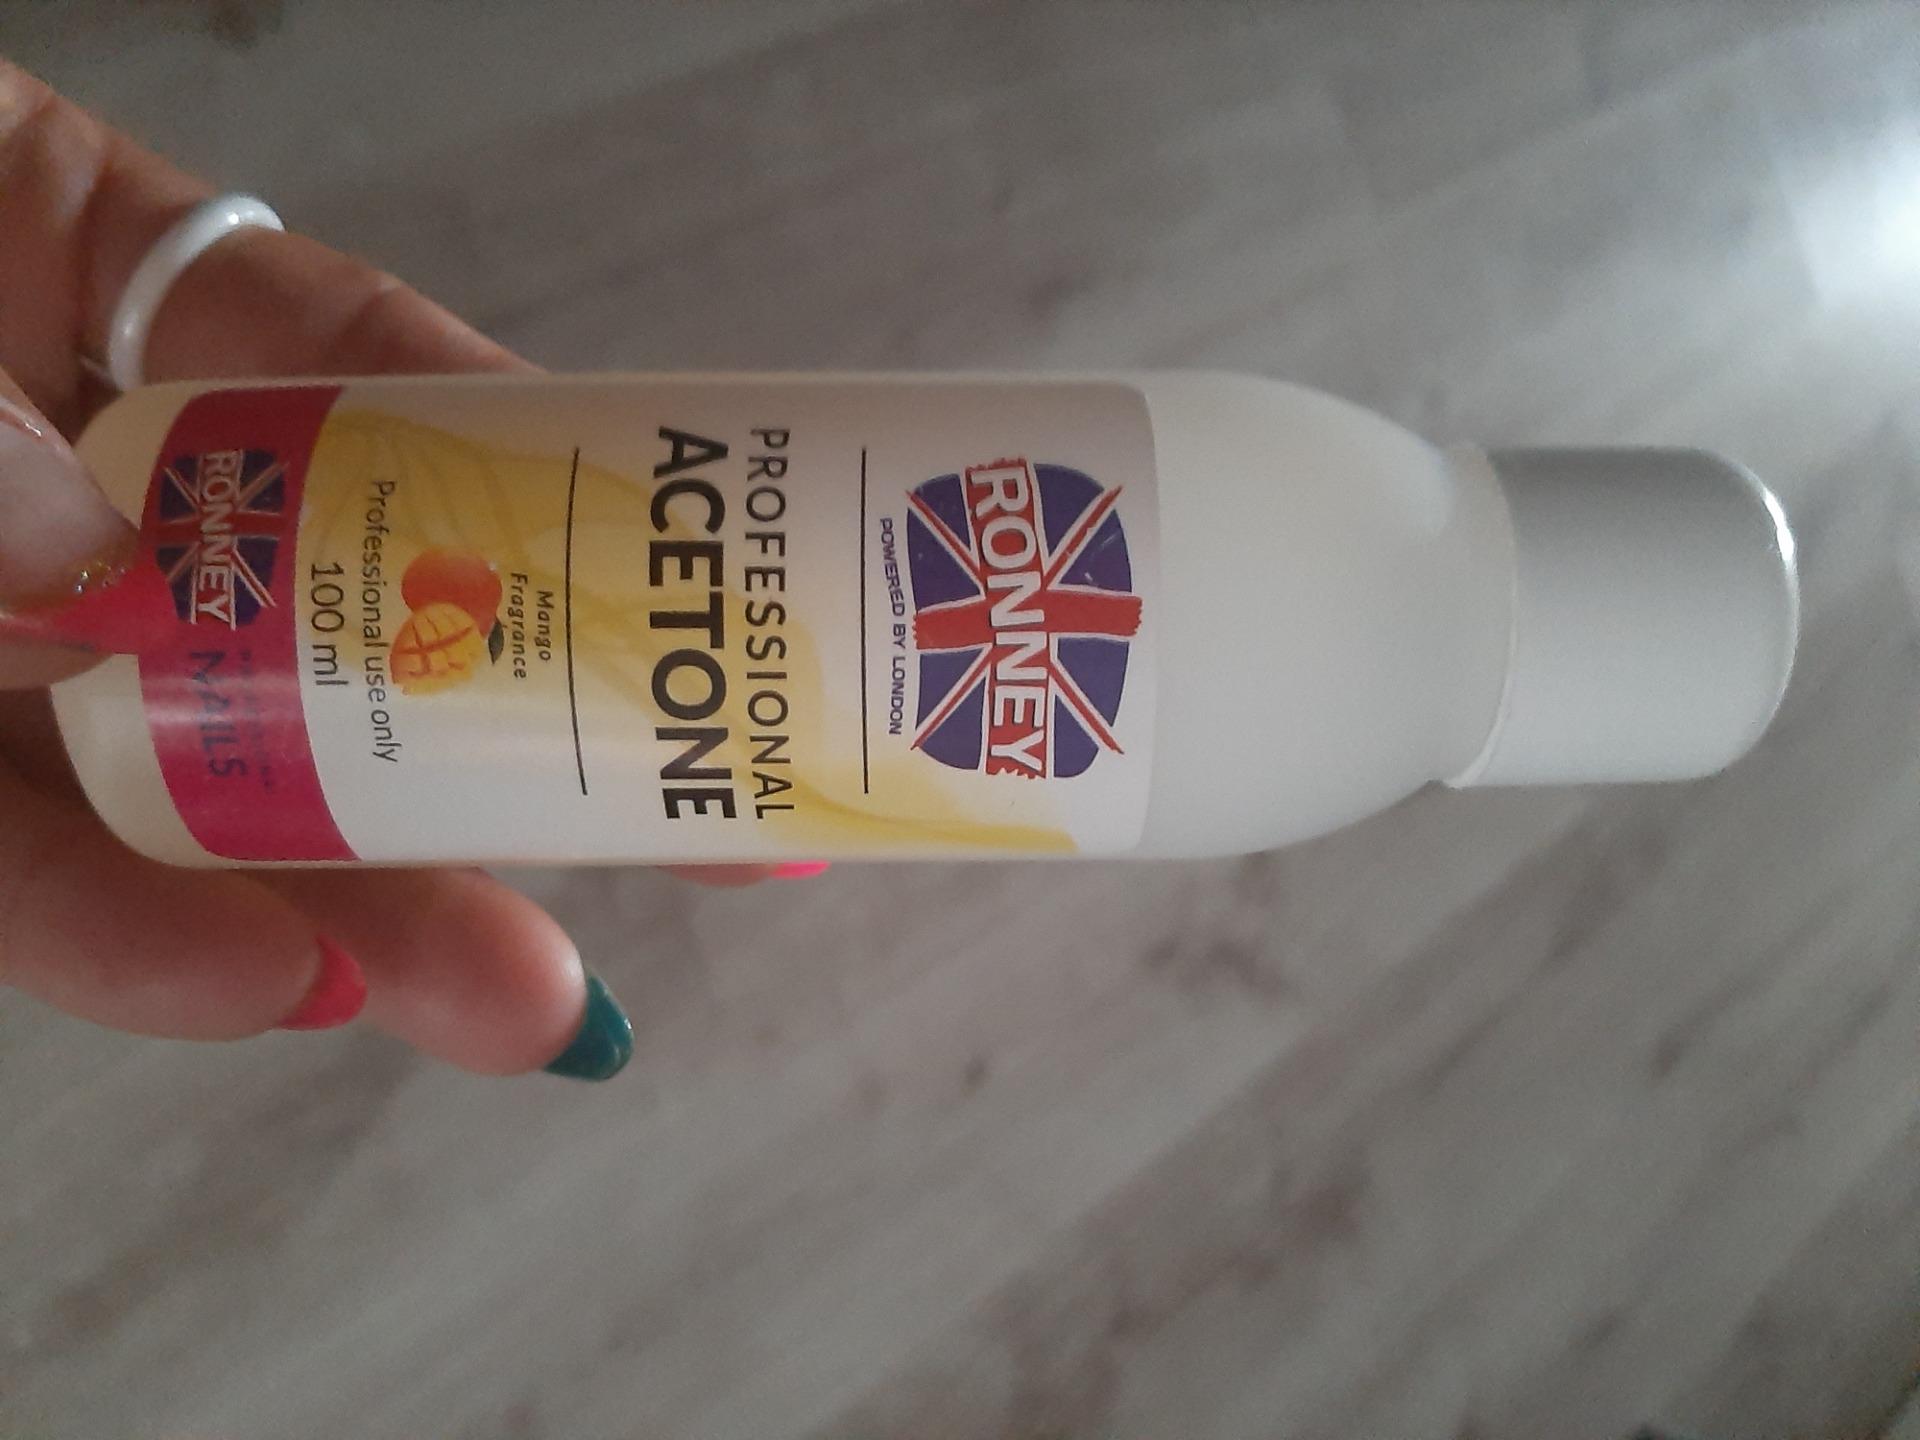 RONNEY
POWERED BY LONDON
PROFESSIONAL
ACETONE
Mango
Fragrance
Professional use only
100 ml
RONNEY
NAILS